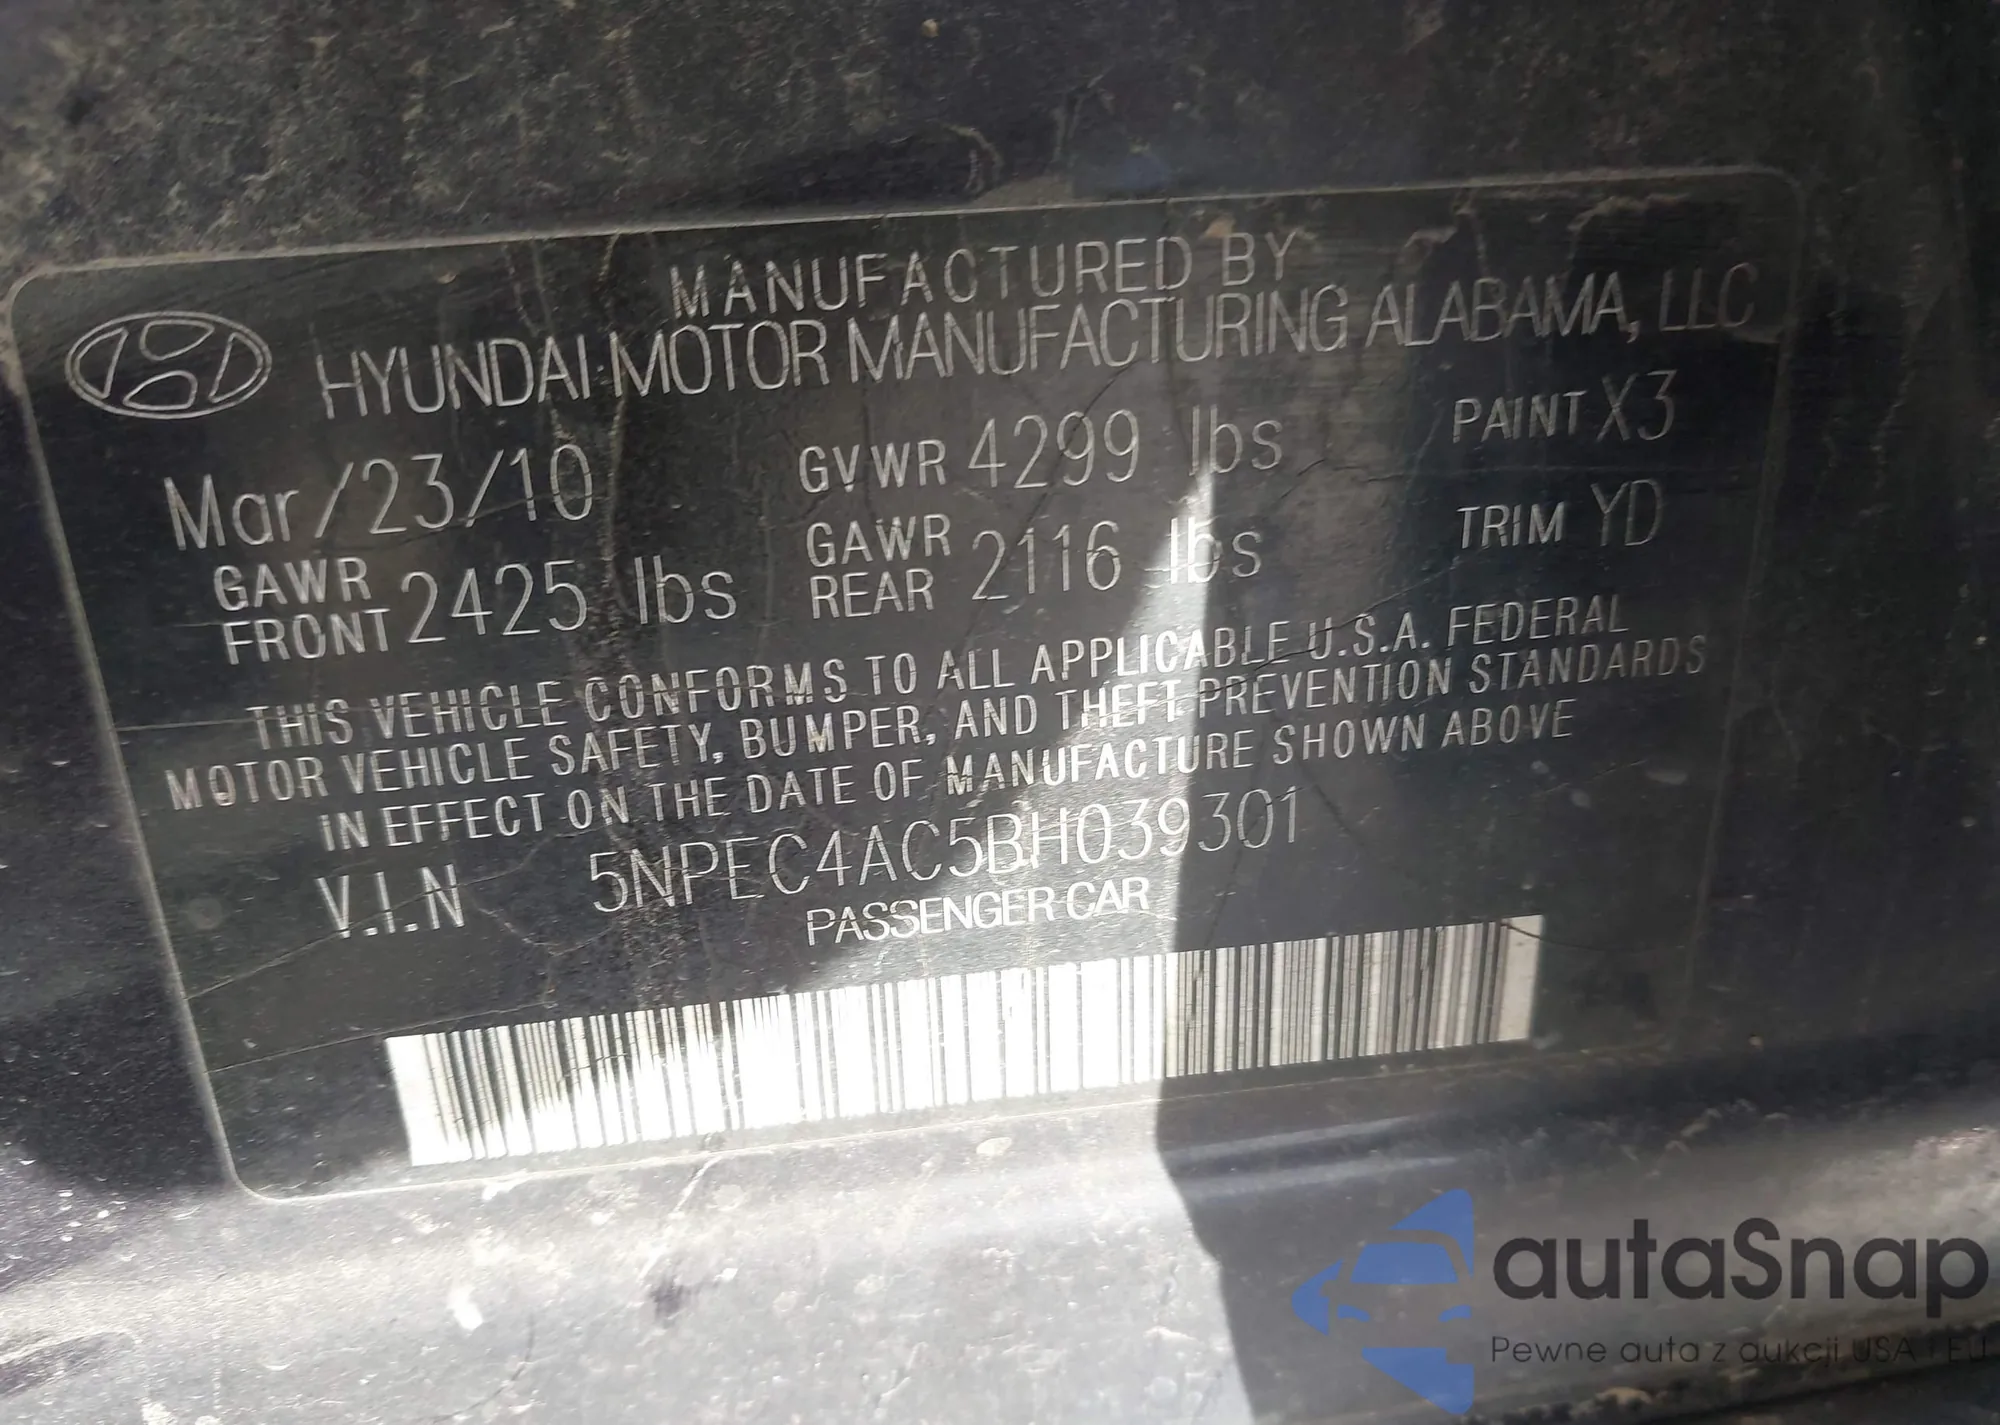 MANUFACTURED BY
HYUNDAI MOTOR MANUFACTURING ALABAMA, LLC
Mar/23/10 GVWR 4299 lbs PAINT X3
GAWR FRONT 2425 lbs GAWR REAR 2116 lbs TRIM YD
THIS VEHICLE CONFORMS TO ALL APPLICABLE U.S.A. FEDERAL
MOTOR VEHICLE SAFETY, BUMPER, AND THEFT PREVENTION STANDARDS
IN EFFECT ON THE DATE OF MANUFACTURE SHOWN ABOVE
V.I.N 5NPEC4AC5BH039301
PASSENGER CAR
autaSnap
Pewne auta z aukcji USA i EU